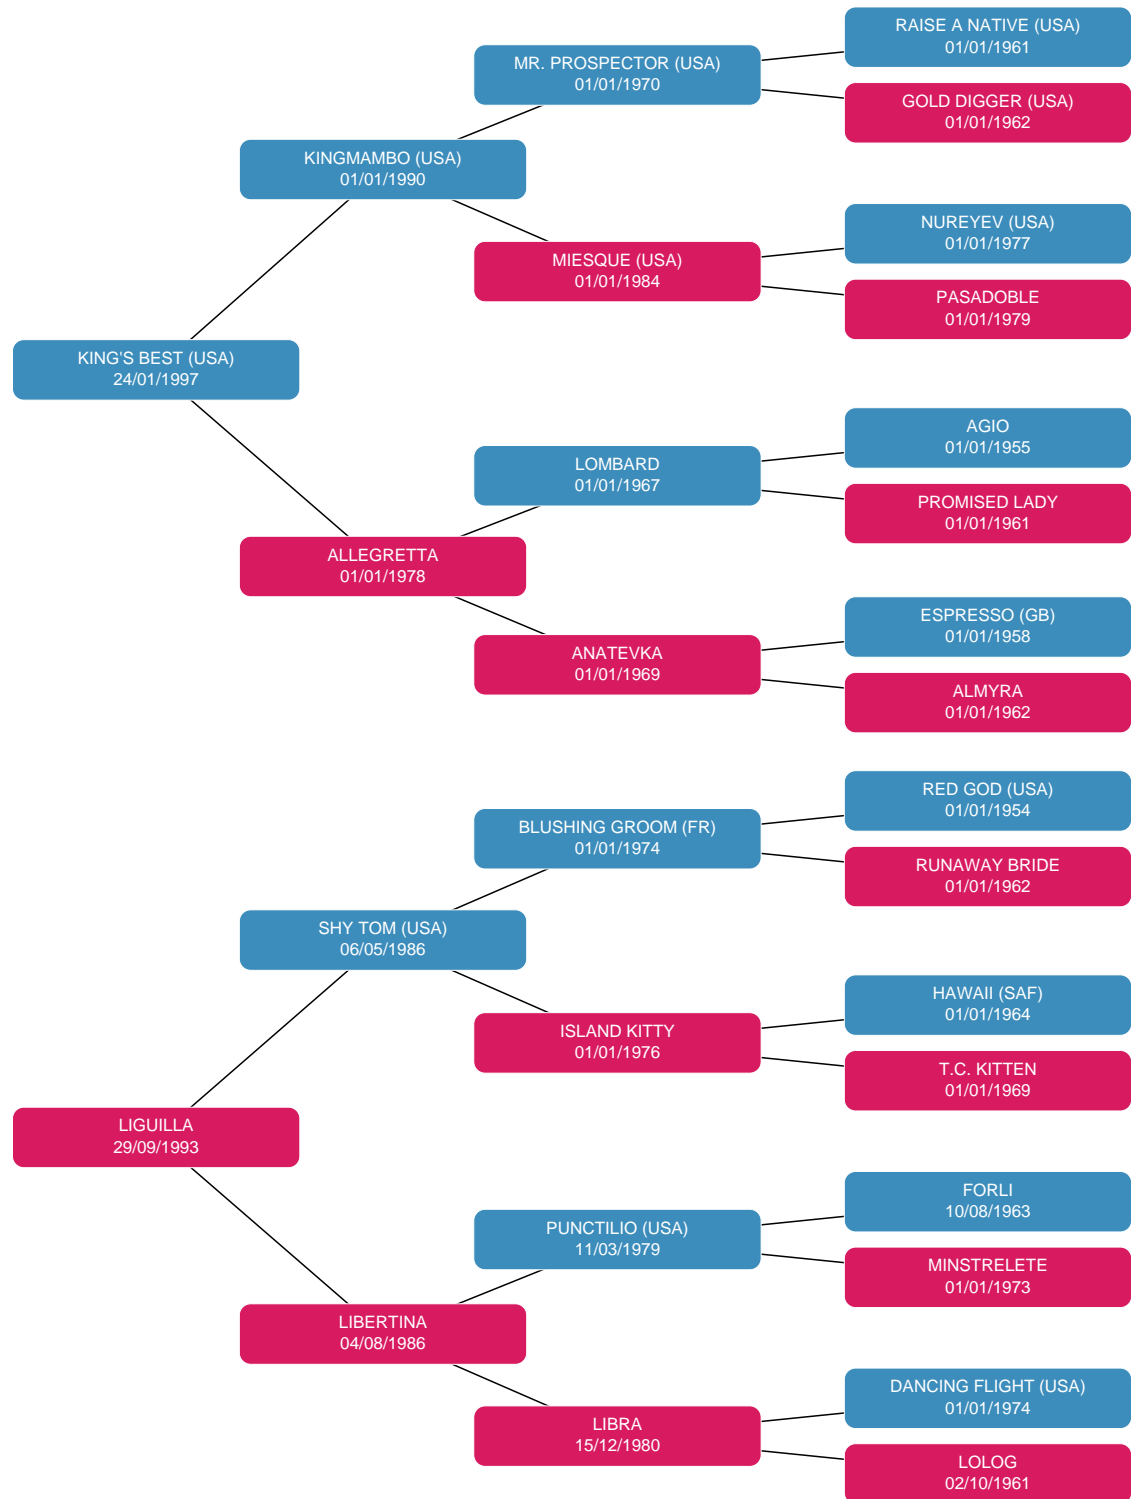 RAISE A NATIVE (USA)
01/01/1961
MR. PROSPECTOR (USA)
01/01/1970
GOLD DIGGER (USA)
01/01/1962
KINGMAMBO (USA)
01/01/1990
NUREYEV (USA)
01/01/1977
MIESQUE (USA)
01/01/1984
PASADOBLE
01/01/1979
KING'S BEST (USA)
24/01/1997
AGIO
01/01/1955
LOMBARD
01/01/1967
PROMISED LADY
01/01/1961
ALLEGRETTA
01/01/1978
ESPRESSO (GB)
01/01/1958
ANATEVKA
01/01/1969
ALMYRA
01/01/1962
RED GOD (USA)
01/01/1954
BLUSHING GROOM (FR)
01/01/1974
RUNAWAY BRIDE
01/01/1962
SHY TOM (USA)
06/05/1986
HAWAII (SAF)
01/01/1964
ISLAND KITTY
01/01/1976
T.C. KITTEN
01/01/1969
LIGUILLA
29/09/1993
FORLI
10/08/1963
PUNCTILIO (USA)
11/03/1979
MINSTRELETE
01/01/1973
LIBERTINA
04/08/1986
DANCING FLIGHT (USA)
01/01/1974
LIBRA
15/12/1980
LOLOG
02/10/1961